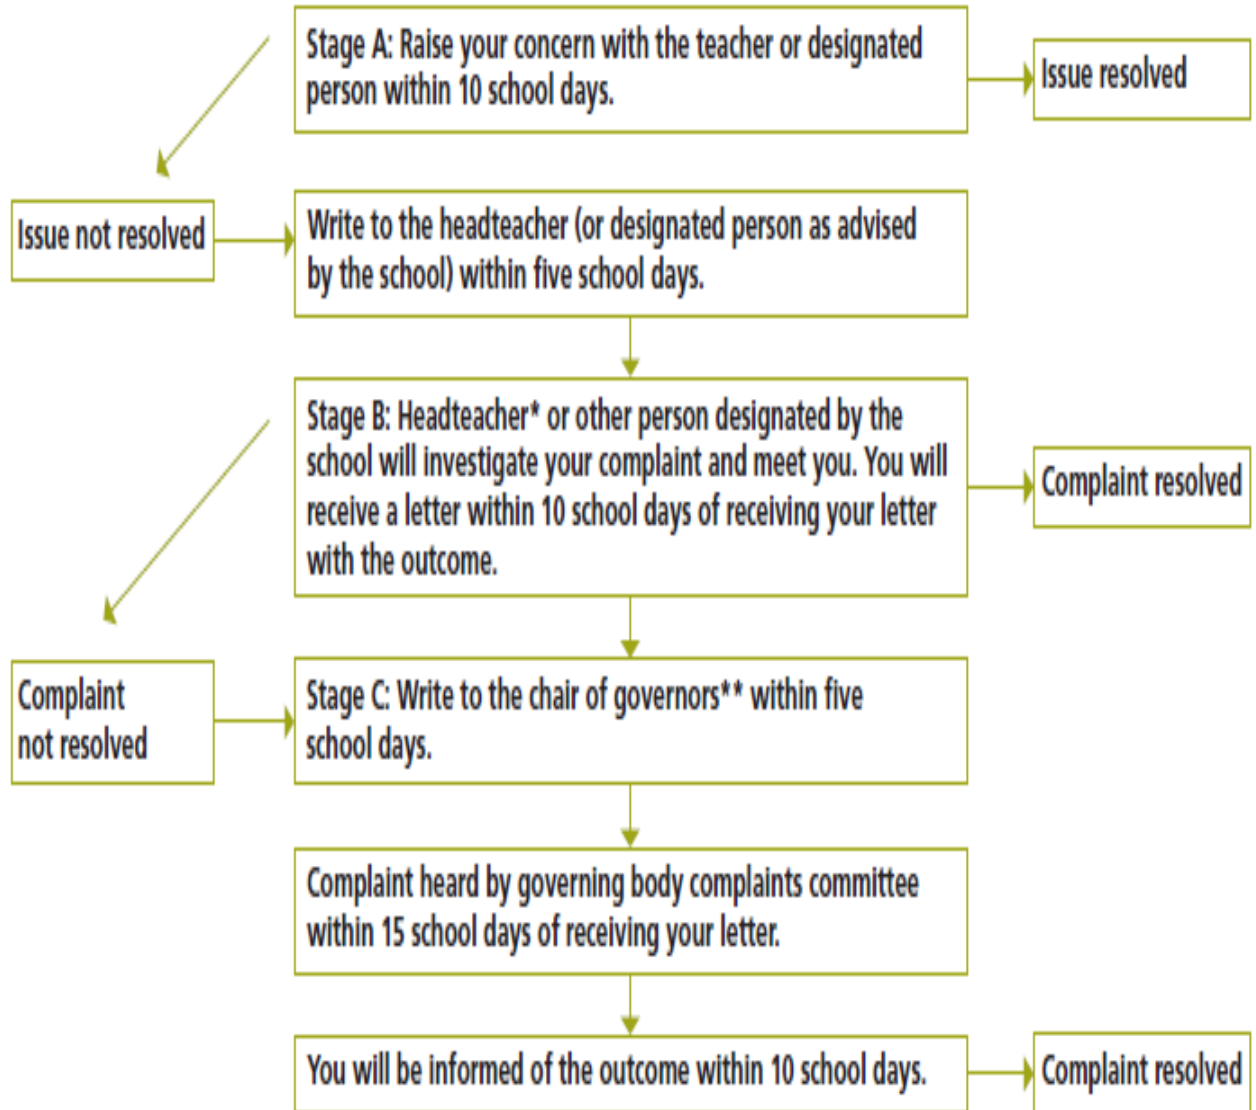 Stage A: Raise your concern with the teacher or designated
person within 10 school days.
Issue resolved
Issue not resolved
Write to the headteacher (or designated person as advised
by the school) within five school days.
Stage B: Headteacher* or other person designated by the
school will investigate your complaint and meet you. You will
receive a letter within 10 school days of receiving your letter
with the outcome.
Complaint resolved
Complaint
not resolved
Stage C: Write to the chair of governors** within five
school days.
Complaint heard by governing body complaints committee
within 15 school days of receiving your letter.
You will be informed of the outcome within 10 school days.
Complaint resolved